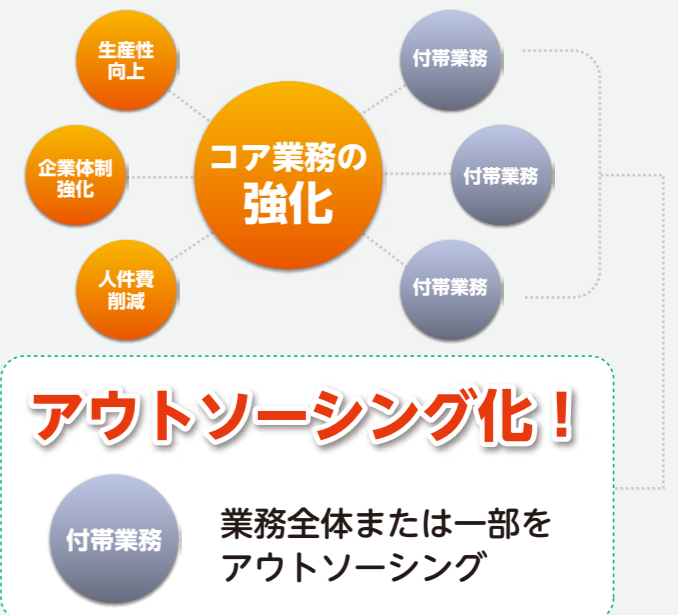 生産性
向上
付帯業務
コア業務の
強化
企業体制
強化
付帯業務
人件費
削減
付帯業務
アウトソーシング化！
付帯業務
業務全体または一部を
アウトソーシング